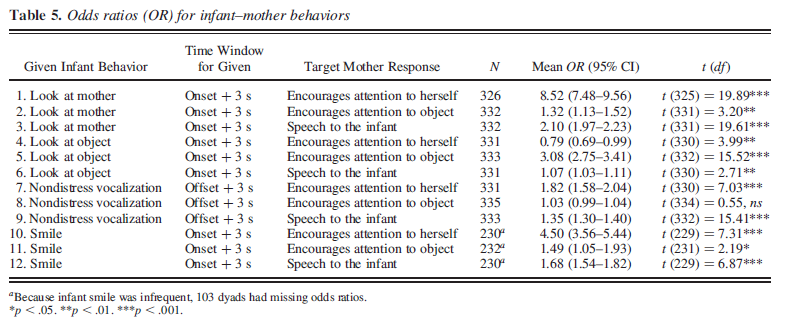 Table 5. Odds ratios (OR) for infant–mother behaviors
Time Window
Given Infant Behavior for Given Target Mother Response N Mean OR (95% CI) t (df)
1. Look at mother Onset + 3 s Encourages attention to herself 326 8.52 (7.48–9.56) t (325) = 19.89***
2. Look at mother Onset + 3 s Encourages attention to object 332 1.32 (1.13–1.52) t (331) = 3.20**
3. Look at mother Onset + 3 s Speech to the infant 332 2.10 (1.97–2.23) t (331) = 19.61***
4. Look at object Onset + 3 s Encourages attention to herself 331 0.79 (0.69–0.99) t (330) = 3.99**
5. Look at object Onset + 3 s Encourages attention to object 333 3.08 (2.75–3.41) t (332) = 15.52***
6. Look at object Onset + 3 s Speech to the infant 331 1.07 (1.03–1.11) t (330) = 2.71**
7. Nondistress vocalization Offset + 3 s Encourages attention to herself 331 1.82 (1.58–2.04) t (330) = 7.03***
8. Nondistress vocalization Offset + 3 s Encourages attention to object 335 1.03 (0.99–1.04) t (334) = 0.55, ns
9. Nondistress vocalization Offset + 3 s Speech to the infant 333 1.35 (1.30–1.40) t (332) = 15.41***
10. Smile Onset + 3 s Encourages attention to herself 230a 4.50 (3.56–5.44) t (229) = 7.31***
11. Smile Onset + 3 s Encourages attention to object 232a 1.49 (1.05–1.93) t (231) = 2.19*
12. Smile Onset + 3 s Speech to the infant 230a 1.68 (1.54–1.82) t (229) = 6.87***
aBecause infant smile was infrequent, 103 dyads had missing odds ratios.
*p < .05. **p < .01. ***p < .001.